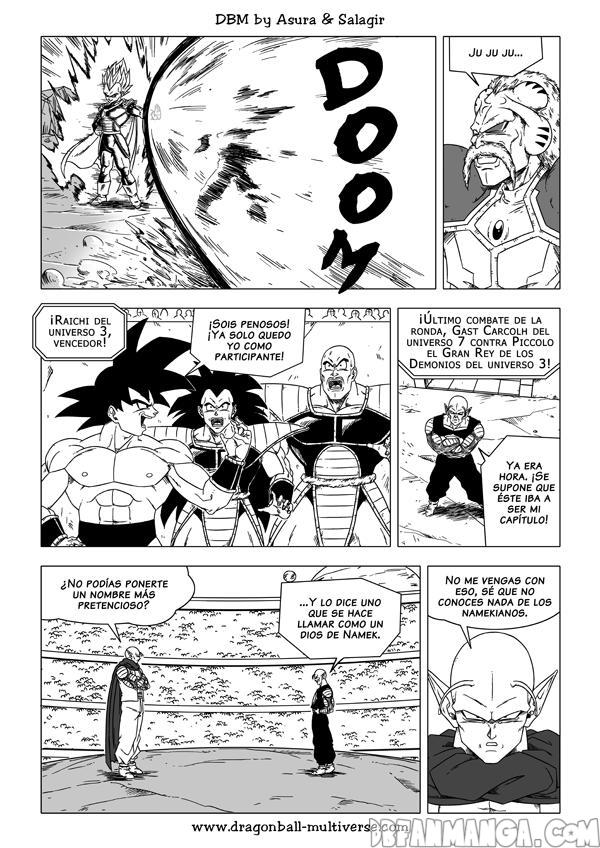 DBM by Asura & Salagir
DOOM
JU JU JU...
¡RAICHI DEL
UNIVERSO 3,
VENCEDOR!
¡SOIS PENOSOS!
¡YA SOLO QUEDO
YO COMO
PARTICIPANTE!
¡ÚLTIMO COMBATE DE LA
RONDA, GAST CARCOLH DEL
UNIVERSO 7 CONTRA PICCOLO
EL GRAN REY DE LOS
DEMONIOS DEL UNIVERSO 3!
YA ERA
HORA. ¡SE
SUPONE QUE
ÉSTE IBA A
SER MI
CAPÍTULO!
¿NO PODÍAS PONERTE
UN NOMBRE MÁS
PRETENCIOSO?
...Y LO DICE UNO
QUE SE HACE
LLAMAR COMO UN
DIOS DE NAMEK.
NO ME VENGAS CON
ESO, SÉ QUE NO
CONOCES NADA DE LOS
NAMEKIANOS.
www.dragonball-multiverse.com
DBFANMANGA.COM